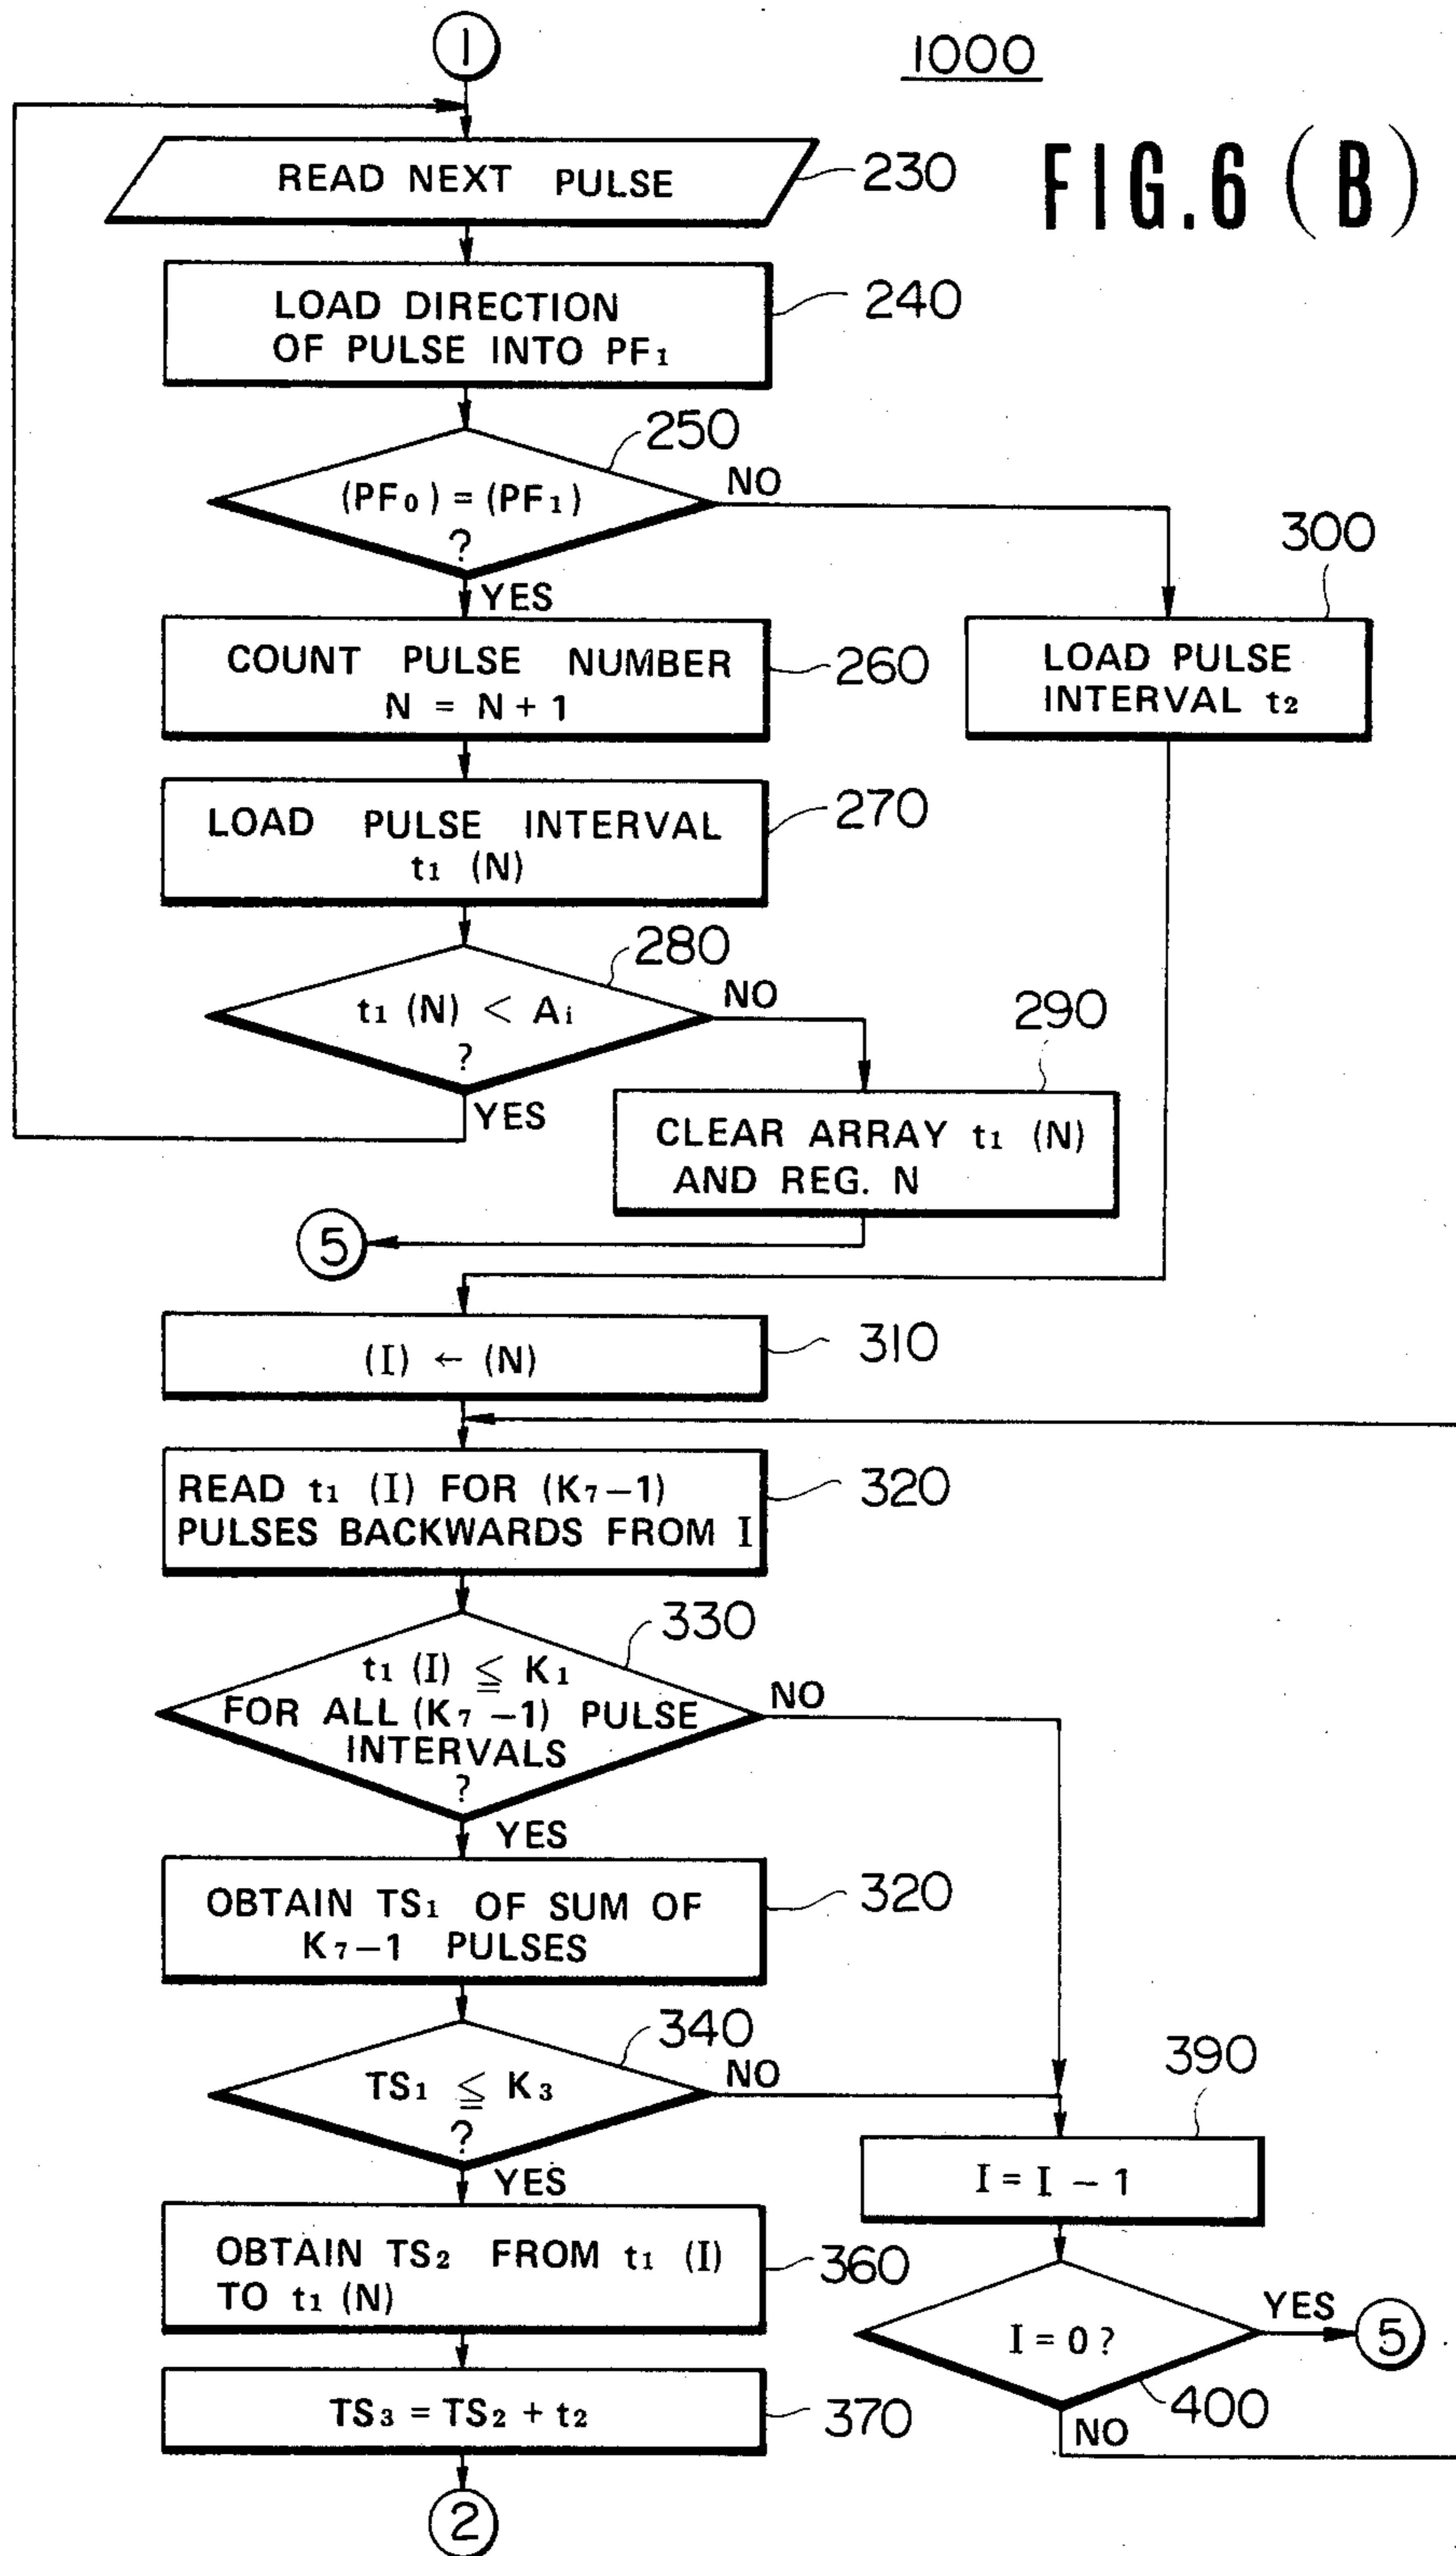 1
1000
FIG.6 (B)
READ NEXT PULSE
230
LOAD DIRECTION
OF PULSE INTO PF₁
240
250
(PF₀) = (PF₁)
?
NO
YES
300
LOAD PULSE
INTERVAL t₂
COUNT PULSE NUMBER
N = N + 1
260
LOAD PULSE INTERVAL
t₁ (N)
270
280
t₁ (N) < Ai
?
NO
YES
290
CLEAR ARRAY t₁ (N)
AND REG. N
5
(I) ← (N)
310
READ t₁ (I) FOR (K₇−1)
PULSES BACKWARDS FROM I
320
330
t₁ (I) ≦ K₁
FOR ALL (K₇ −1) PULSE
INTERVALS
?
NO
YES
OBTAIN TS₁ OF SUM OF
K₇−1 PULSES
320
340
TS₁ ≦ K₃
?
NO
YES
390
I = I − 1
OBTAIN TS₂ FROM t₁ (I)
TO t₁ (N)
360
I = 0 ?
YES
5
400
NO
TS₃ = TS₂ + t₂
370
2